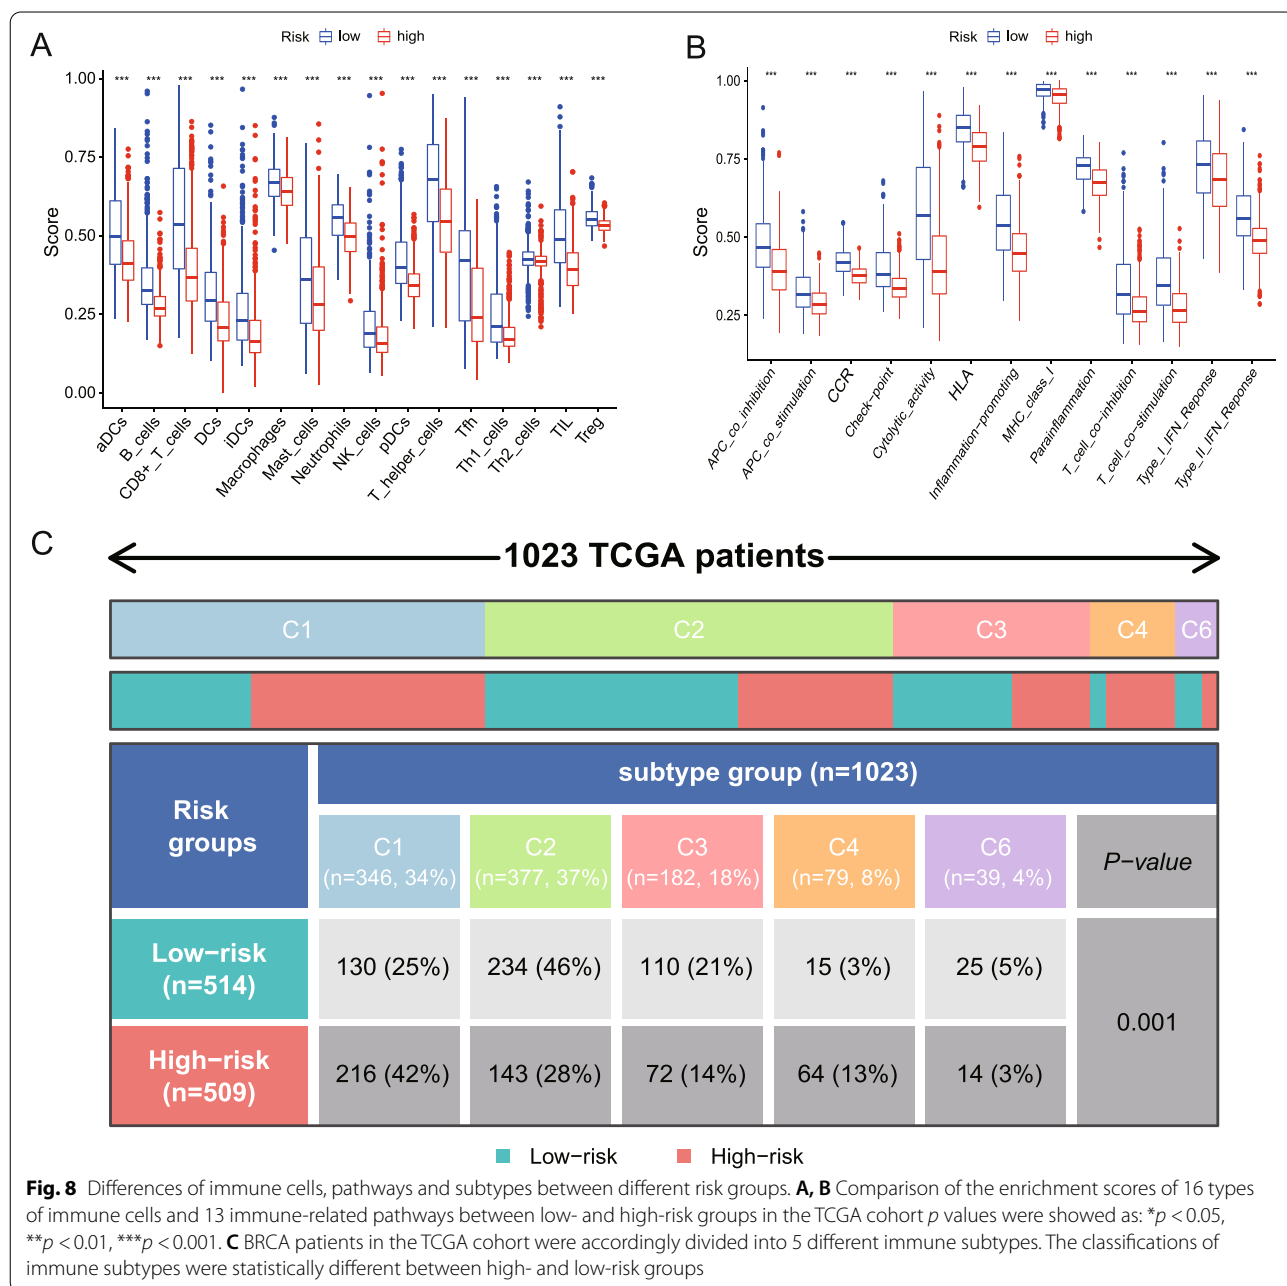 A
Risk low high
*** *** *** *** *** *** *** *** *** *** *** *** *** *** *** ***
1.00
0.75
0.50
0.25
0.00
Score
aDCs
B_cells
CD8+_T_cells
DCs
iDCs
Macrophages
Mast_cells
Neutrophils
NK_cells
pDCs
T_helper_cells
Tfh
Th1_cells
Th2_cells
TIL
Treg
B
Risk low high
*** *** *** *** *** *** *** *** *** *** *** *** ***
1.00
0.75
0.50
0.25
Score
APC_co_inhibition
APC_co_stimulation
CCR
Check−point
Cytolytic_activity
HLA
Inflammation−promoting
MHC_class_I
Parainflammation
T_cell_co−inhibition
T_cell_co−stimulation
Type_I_IFN_Reponse
Type_II_IFN_Reponse
C
1023 TCGA patients
C1 C2 C3 C4 C6
Risk
groups
subtype group (n=1023)
C1 C2 C3 C4 C6
(n=346, 34%) (n=377, 37%) (n=182, 18%) (n=79, 8%) (n=39, 4%)
P−value
Low−risk
(n=514)
130 (25%) 234 (46%) 110 (21%) 15 (3%) 25 (5%)
0.001
High−risk
(n=509)
216 (42%) 143 (28%) 72 (14%) 64 (13%) 14 (3%)
Low−risk High−risk
Fig. 8 Differences of immune cells, pathways and subtypes between different risk groups. A, B Comparison of the enrichment scores of 16 types
of immune cells and 13 immune-related pathways between low- and high-risk groups in the TCGA cohort p values were showed as: *p < 0.05,
**p < 0.01, ***p < 0.001. C BRCA patients in the TCGA cohort were accordingly divided into 5 different immune subtypes. The classifications of
immune subtypes were statistically different between high- and low-risk groups